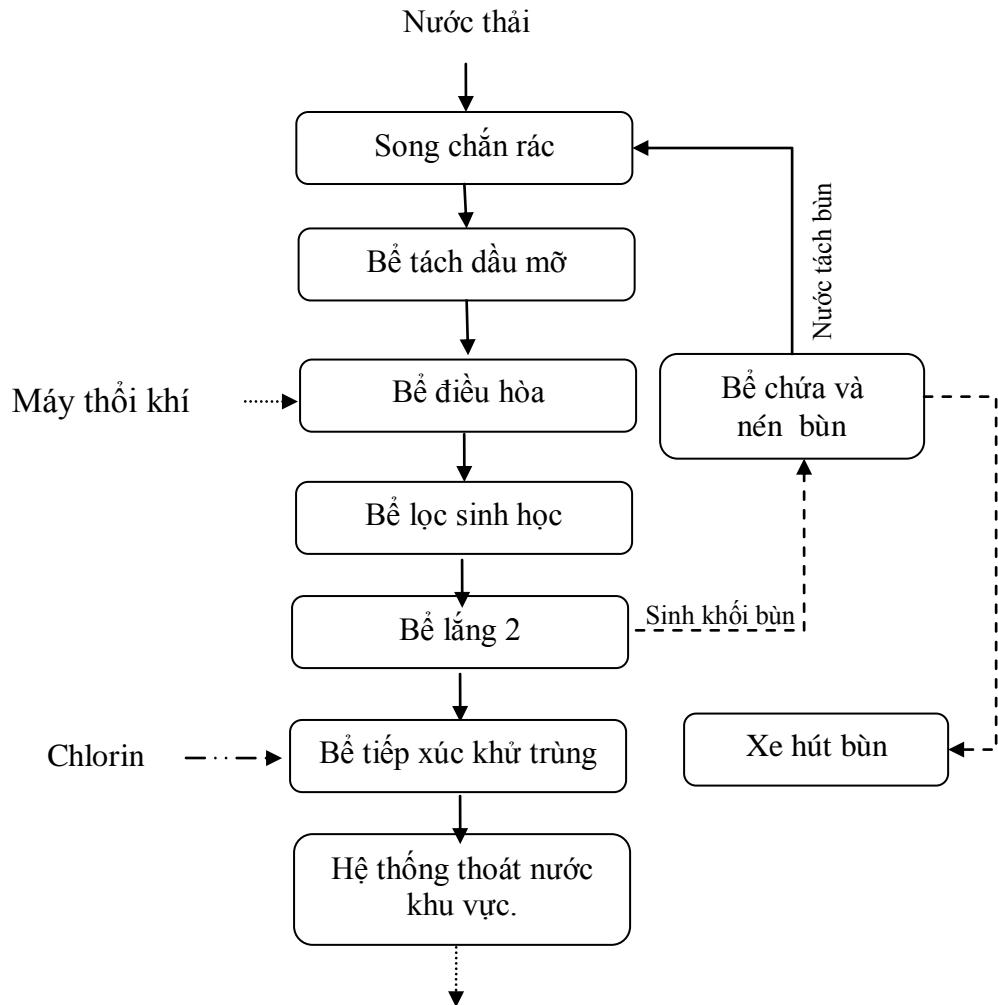 Nước thải
Song chắn rác
Bể tách dầu mỡ
Nước tách bùn
Máy thổi khí
Bể điều hòa
Bể chứa và
nén bùn
Bể lọc sinh học
Bể lắng 2
Sinh khối bùn
Chlorin
Bể tiếp xúc khử trùng
Xe hút bùn
Hệ thống thoát nước
khu vực.